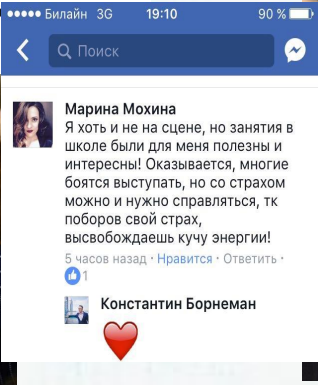 Билайн 3G 19:10 90 %
Поиск
Марина Мохина
Я хоть и не на сцене, но занятия в
школе были для меня полезны и
интересны! Оказывается, многие
боятся выступать, но со страхом
можно и нужно справляться, тк
поборов свой страх,
высвобождаешь кучу энергии!
5 часов назад · Нравится · Ответить ·
1
Константин Борнеман